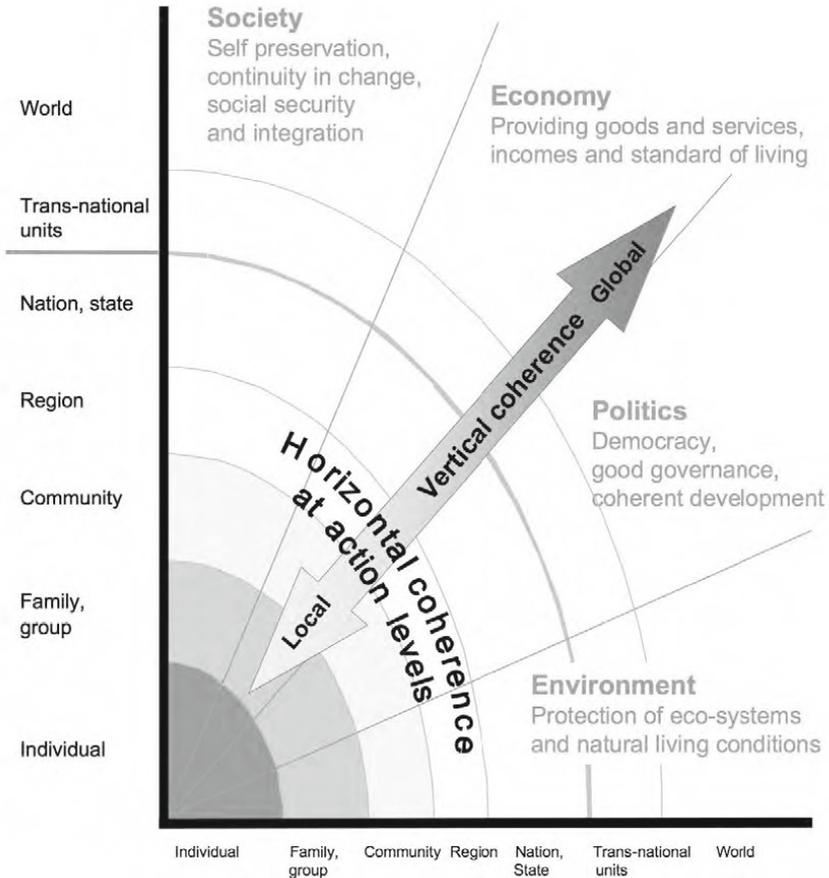 Society
Self preservation,
continuity in change,
social security
and integration
Economy
Providing goods and services,
incomes and standard of living
World
Trans-national
units
Nation, state
Region
Community
Family,
group
Individual
Global
Vertical coherence
Local
Horizontal coherence
at action levels
Politics
Democracy,
good governance,
coherent development
Environment
Protection of eco-systems
and natural living conditions
Individual
Family,
group
Community
Region
Nation,
State
Trans-national
units
World